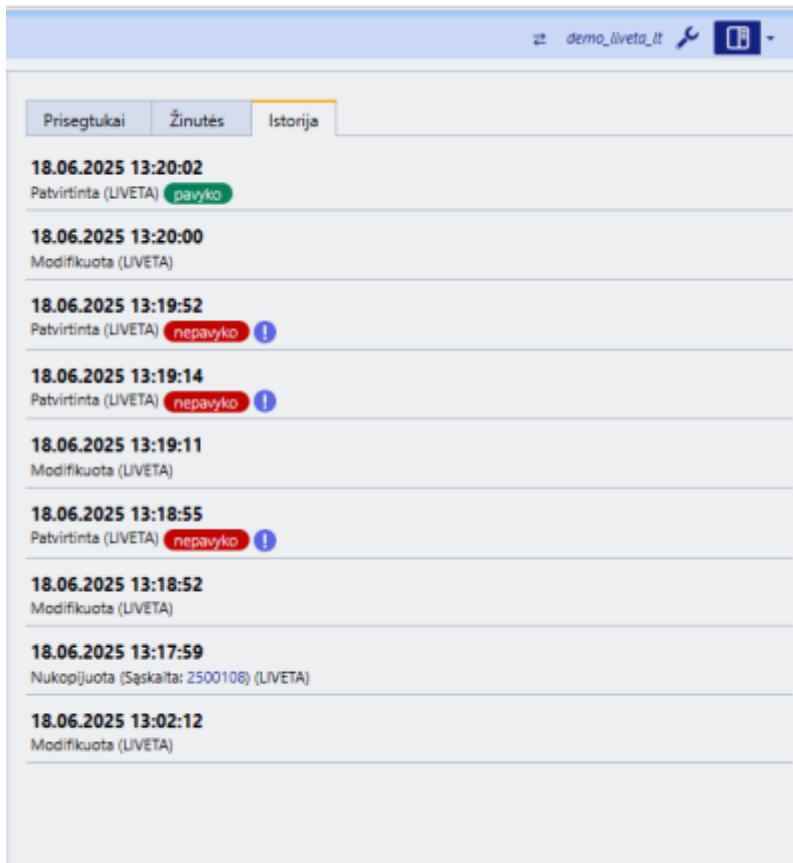 demo_liveta_lt
Prisegtukai Žinutės Istorija
18.06.2025 13:20:02
Patvirtinta (LIVETA) pavyko
18.06.2025 13:20:00
Modifikuota (LIVETA)
18.06.2025 13:19:52
Patvirtinta (LIVETA) nepavyko !
18.06.2025 13:19:14
Patvirtinta (LIVETA) nepavyko !
18.06.2025 13:19:11
Modifikuota (LIVETA)
18.06.2025 13:18:55
Patvirtinta (LIVETA) nepavyko !
18.06.2025 13:18:52
Modifikuota (LIVETA)
18.06.2025 13:17:59
Nukopijuota (Sąskaita: 2500108) (LIVETA)
18.06.2025 13:02:12
Modifikuota (LIVETA)